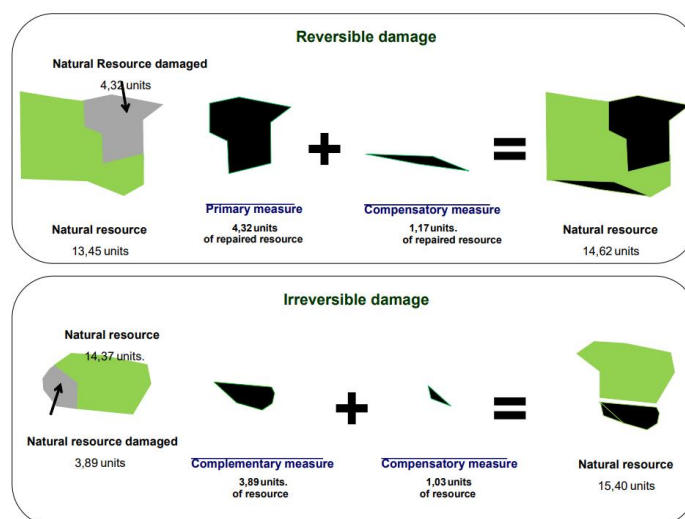 Reversible damage
Natural Resource damaged
4,32 units
Natural resource
13,45 units
Primary measure
4,32 units
of repaired resource
Compensatory measure
1,17 units.
of repaired resource
Natural resource
14,62 units
Irreversible damage
Natural resource
14,37 units.
Natural resource damaged
3,89 units
Complementary measure
3,89 units.
of resource
Compensatory measure
1,03 units
of resource
Natural resource
15,40 units